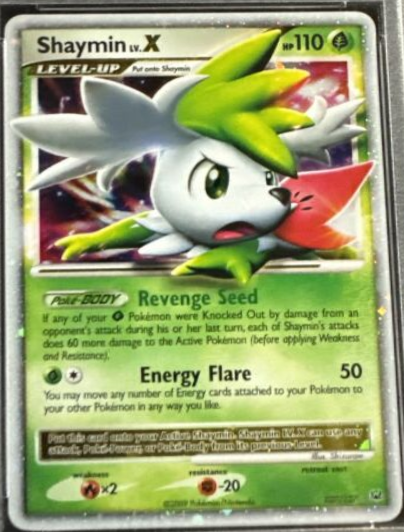 Shaymin LV.X HP 110
LEVEL-UP Put onto Shaymin
Poké-BODY Revenge Seed
If any of your Pokémon were Knocked Out by damage from an
opponent's attack during his or her last turn, each of Shaymin's attacks
does 60 more damage to the Active Pokémon (before applying Weakness
and Resistance).
Energy Flare 50
You may move any number of Energy cards attached to your Pokémon to
your other Pokémon in any way you like.
Put this card onto your Active Shaymin. Shaymin LV.X can use any
attack, Poké-Power, or Poké-Body from its previous Level.
weakness resistance retreat cost
×2 -20
©2009 Pokémon/Nintendo